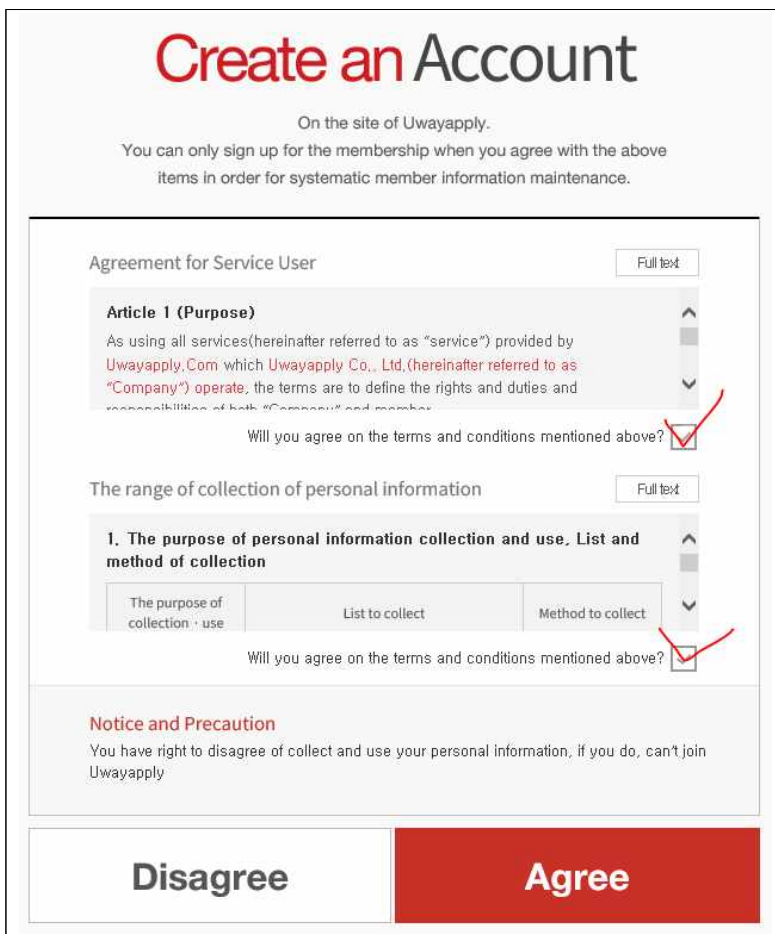 Create an Account
On the site of Uwayapply.
You can only sign up for the membership when you agree with the above
items in order for systematic member information maintenance.
Agreement for Service User
Full text
Article 1 (Purpose)
As using all services(hereinafter referred to as "service") provided by
Uwayapply.Com which Uwayapply Co., Ltd.(hereinafter referred to as
"Company") operate, the terms are to define the rights and duties and
responsibilities of both "Company" and member.
Will you agree on the terms and conditions mentioned above?
The range of collection of personal information
Full text
1. The purpose of personal information collection and use, List and
method of collection
The purpose of
collection · use
List to collect
Method to collect
Will you agree on the terms and conditions mentioned above?
Notice and Precaution
You have right to disagree of collect and use your personal information, if you do, can't join
Uwayapply
Disagree
Agree